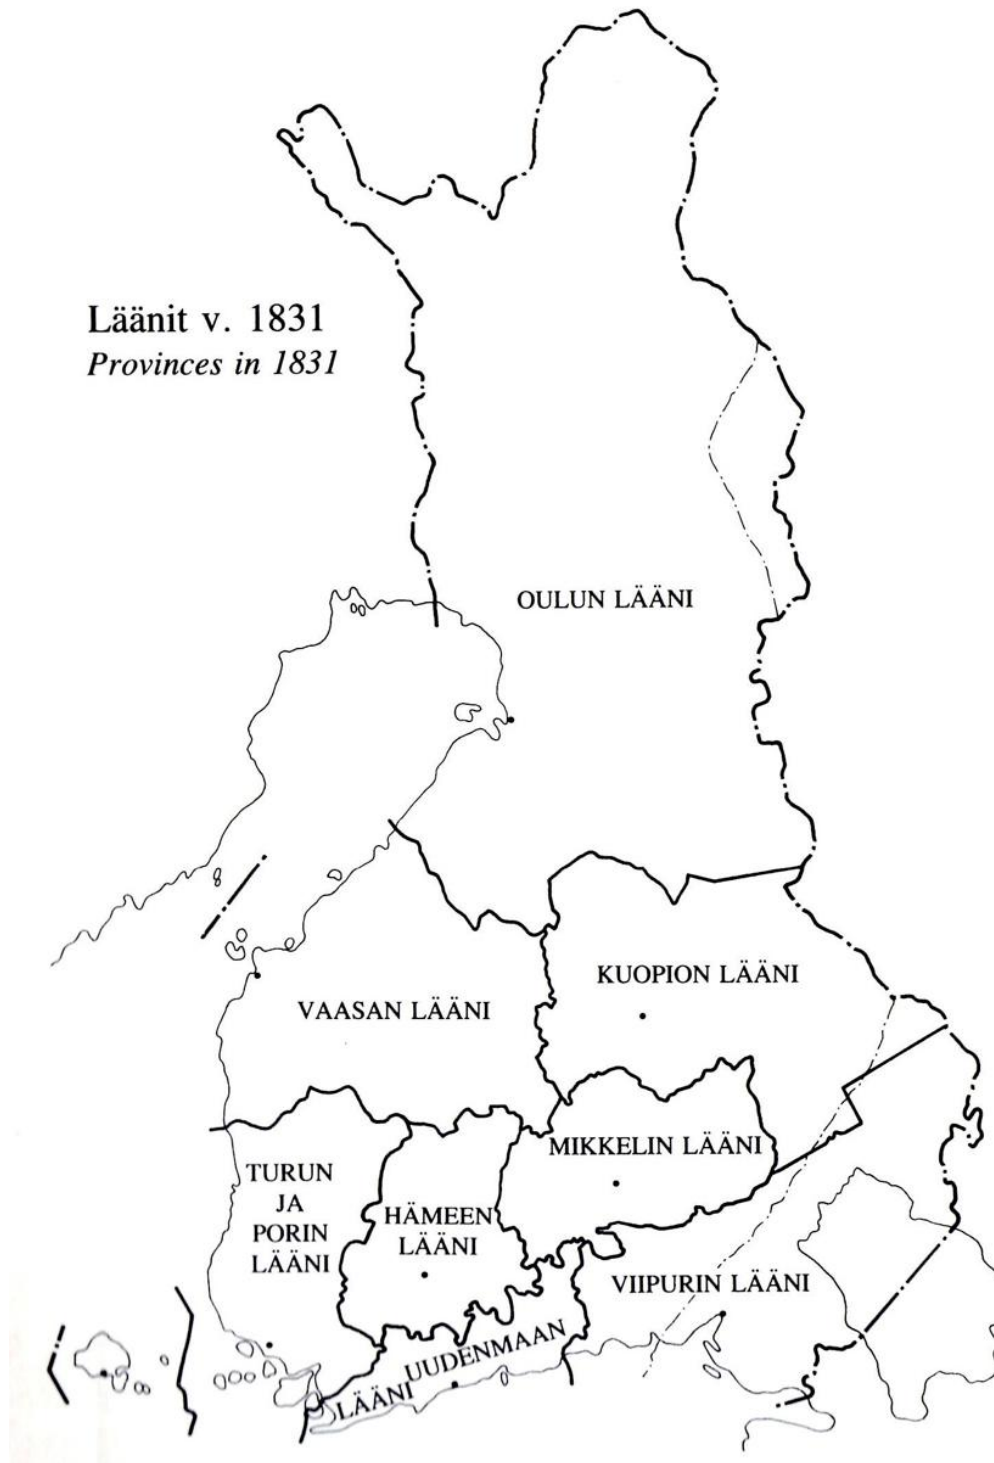 Läänit v. 1831
Provinces in 1831
OULUN LÄÄNI
KUOPION LÄÄNI
VAASAN LÄÄNI
MIKKELIN LÄÄNI
TURUN
JA
PORIN
LÄÄNI
HÄMEEN
LÄÄNI
VIIPURIN LÄÄNI
UUDENMAAN
LÄÄNI